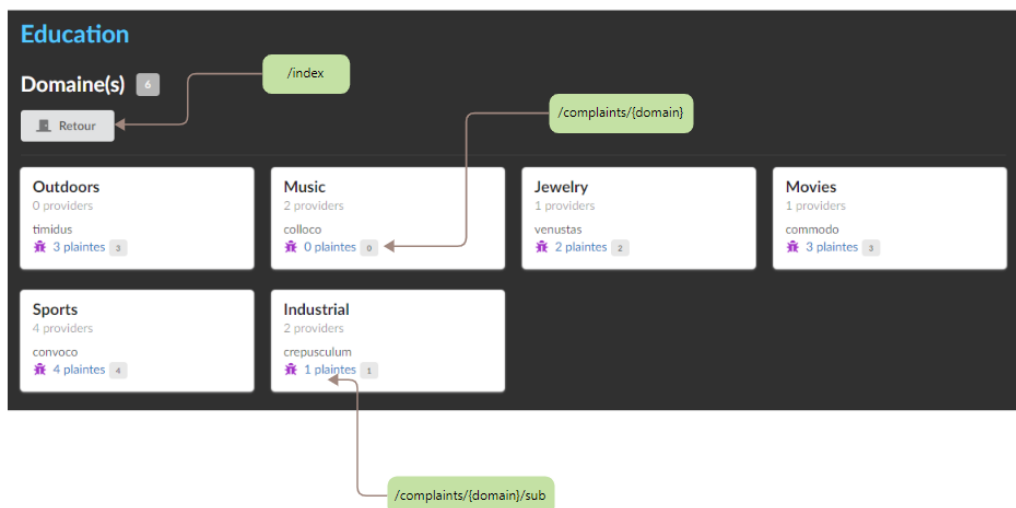 Education
/index
Domaine(s) 6
/complaints/{domain}
Retour
Outdoors
0 providers
timidus
3 plaintes 3
Music
2 providers
colloco
0 plaintes 0
Jewelry
1 providers
venustas
2 plaintes 2
Movies
1 providers
commodo
3 plaintes 3
Sports
4 providers
convoco
4 plaintes 4
Industrial
2 providers
crepusculum
1 plaintes 1
/complaints/{domain}/sub